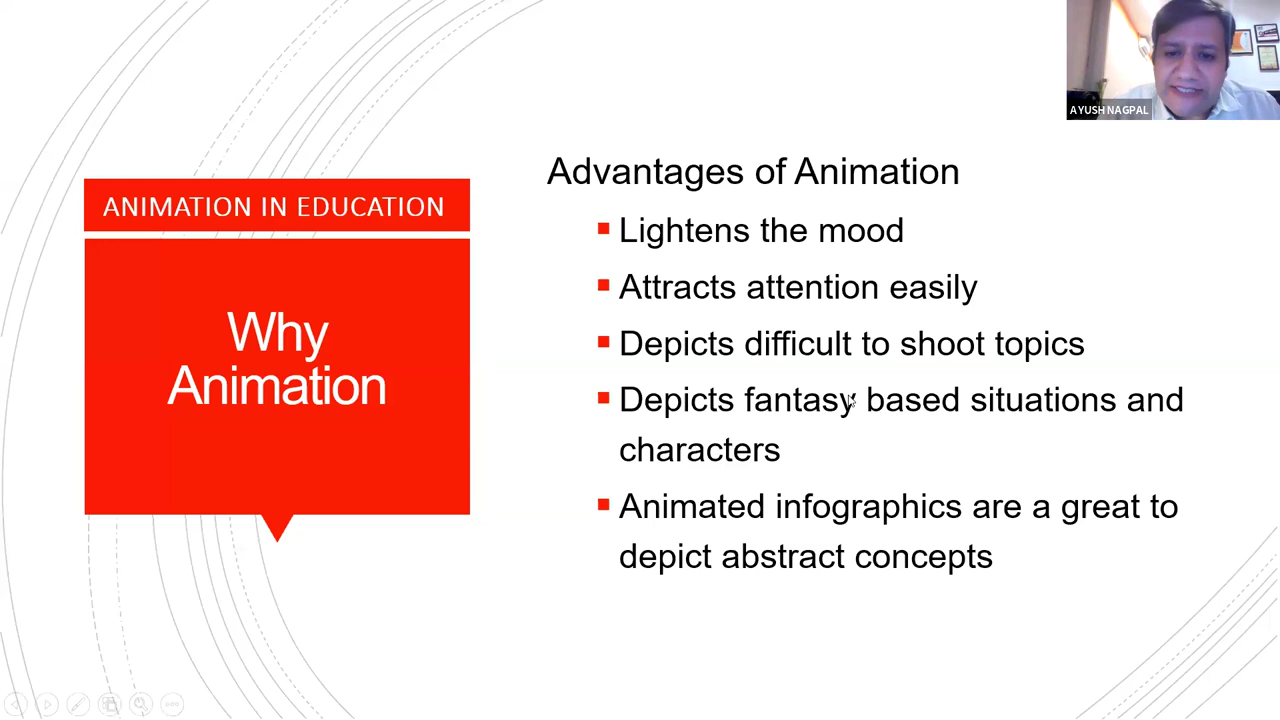 AYUSH NAGPAL
ANIMATION IN EDUCATION
Why
Animation
Advantages of Animation
Lightens the mood
Attracts attention easily
Depicts difficult to shoot topics
Depicts fantasy based situations and
characters
Animated infographics are a great to
depict abstract concepts